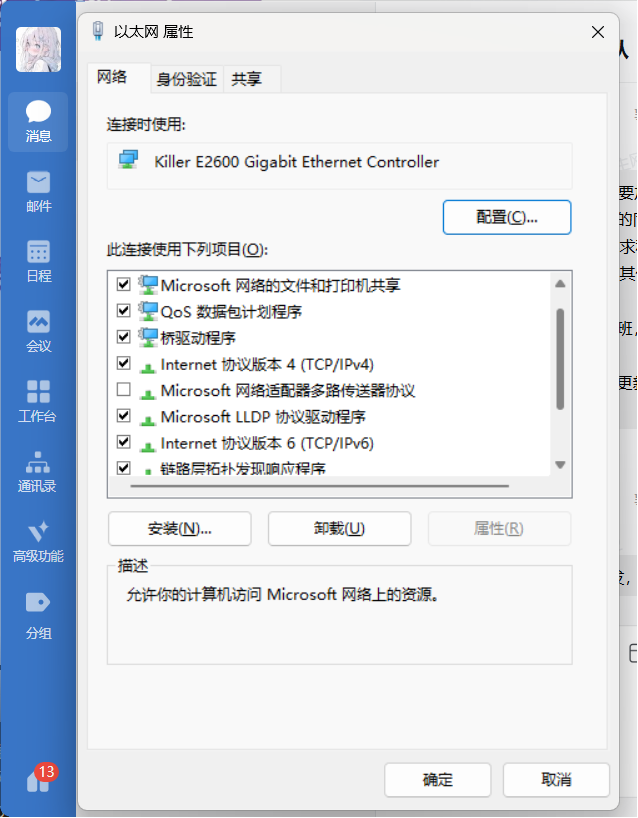 以太网 属性
网络
身份验证
共享
连接时使用:
Killer E2600 Gigabit Ethernet Controller
配置(C)...
此连接使用下列项目(O):
Microsoft 网络的文件和打印机共享
QoS 数据包计划程序
桥驱动程序
Internet 协议版本 4 (TCP/IPv4)
Microsoft 网络适配器多路传送器协议
Microsoft LLDP 协议驱动程序
Internet 协议版本 6 (TCP/IPv6)
链路层拓扑发现响应程序
安装(N)...
卸载(U)
属性(R)
描述
允许你的计算机访问 Microsoft 网络上的资源。
确定
取消
消息
邮件
日程
会议
工作台
通讯录
高级功能
分组
13
的
求
其
班,
更